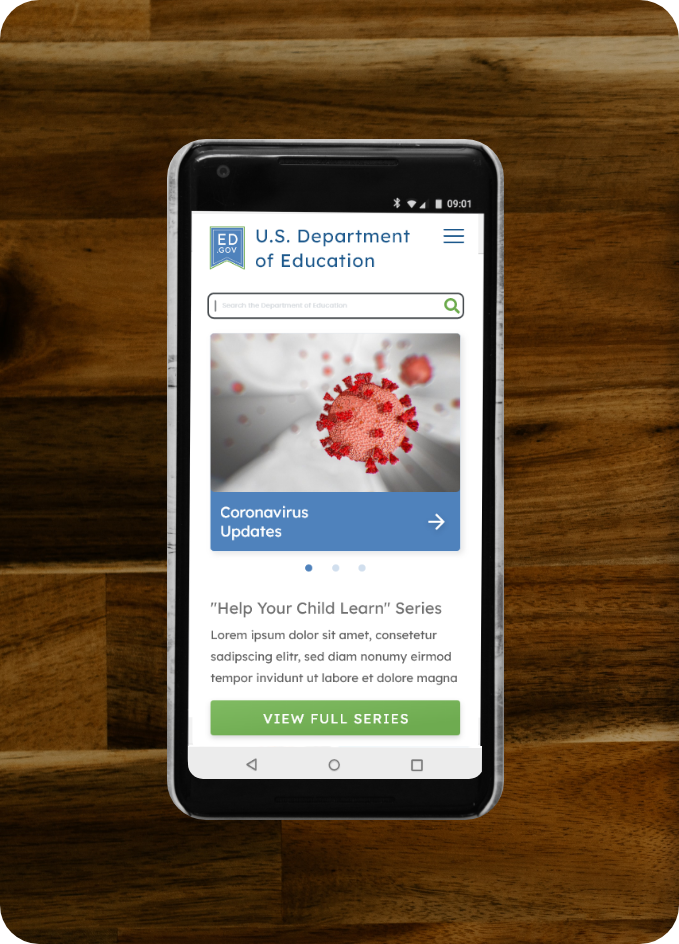 09:01
ED
.GOV
U.S. Department
of Education
Search the Department of Education
Coronavirus
Updates
"Help Your Child Learn" Series
Lorem ipsum dolor sit amet, consetetur
sadipscing elitr, sed diam nonumy eirmod
tempor invidunt ut labore et dolore magna
VIEW FULL SERIES